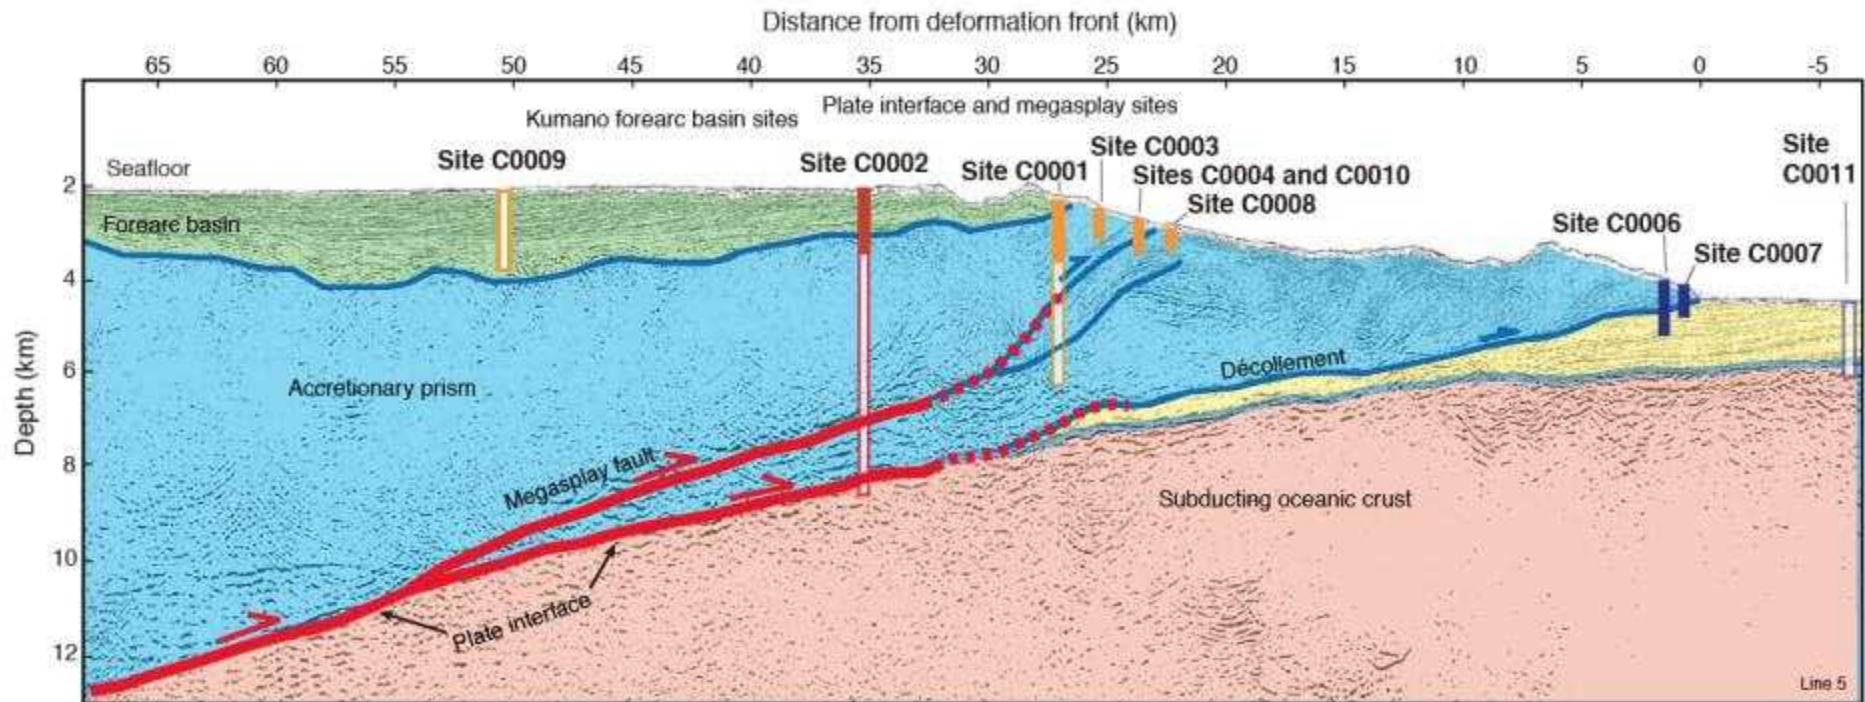 Distance from deformation front (km)
65 60 55 50 45 40 35 30 25 20 15 10 5 0 -5
Plate interface and megasplay sites
Kumano forearc basin sites
Site C0003
Site
C0011
Seafloor
Site C0009
Site C0002
Site C0001
Sites C0004 and C0010
Site C0008
Site C0006
Site C0007
Forearc basin
Depth (km)
2
4
6
8
10
12
Décollement
Accretionary prism
Megasplay fault
Subducting oceanic crust
Plate interface
Line 5